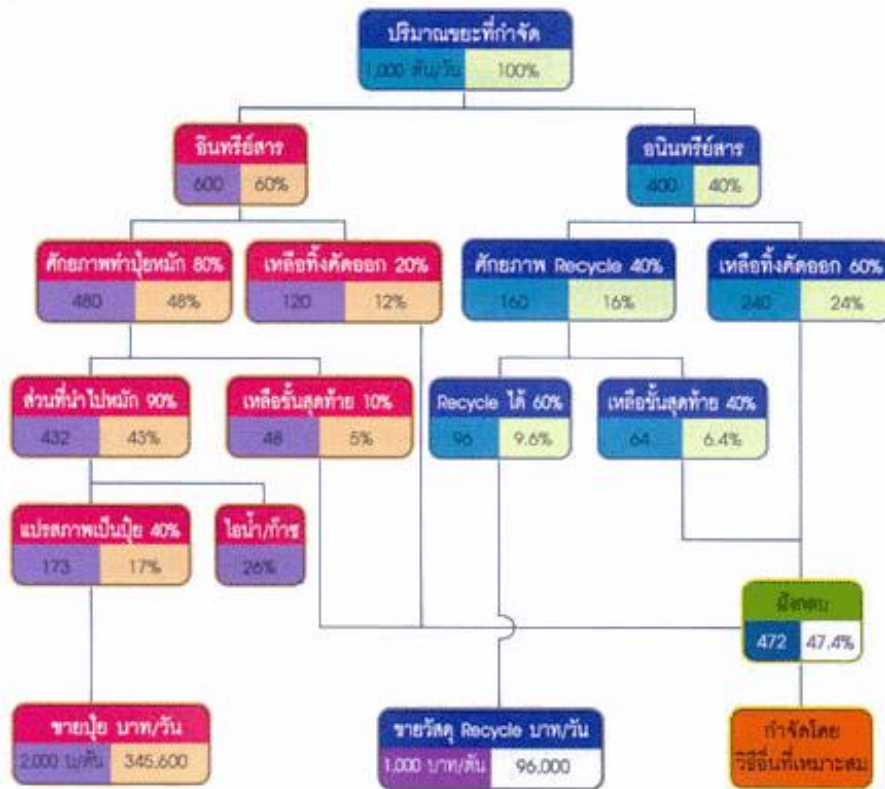 ปริมาณขยะที่กำจัด
1,000 ตัน/วัน 100%
อินทรีย์สาร
600 60%
อนินทรีย์สาร
400 40%
ศักยภาพทำปุ๋ยหมัก 80%
480 48%
เหลือทิ้งคัดออก 20%
120 12%
ศักยภาพ Recycle 40%
160 16%
เหลือทิ้งคัดออก 60%
240 24%
ส่วนที่นำไปหมัก 90%
432 43%
เหลือขั้นสุดท้าย 10%
48 5%
Recycle ได้ 60%
96 9.6%
เหลือขั้นสุดท้าย 40%
64 6.4%
แปรสภาพเป็นปุ๋ย 40%
173 17%
ไอน้ำ/ก๊าซ
26%
ฝังกลบ
472 47.4%
ขายปุ๋ย บาท/วัน
2,000 บ/ตัน 345,600
ขายวัสดุ Recycle บาท/วัน
1,000 บาท/ตัน 96,000
กำจัดโดย
วิธีอื่นที่เหมาะสม